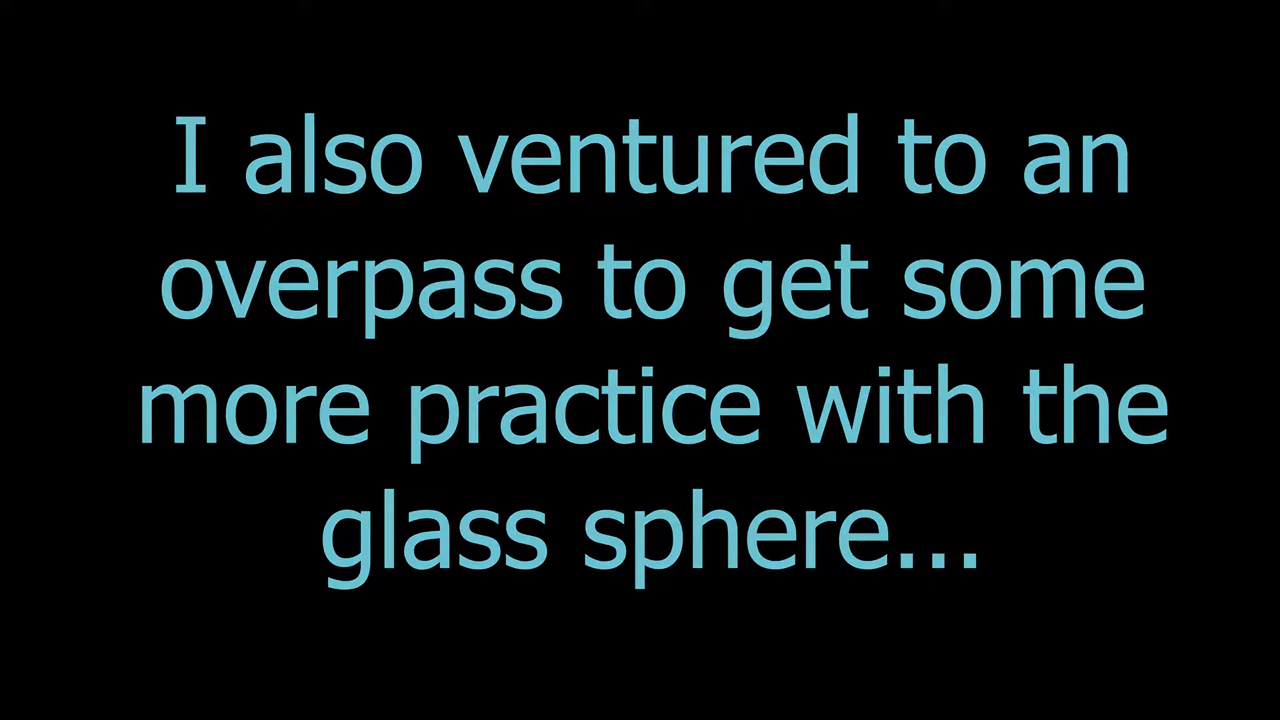 I also ventured to an
overpass to get some
more practice with the
glass sphere...